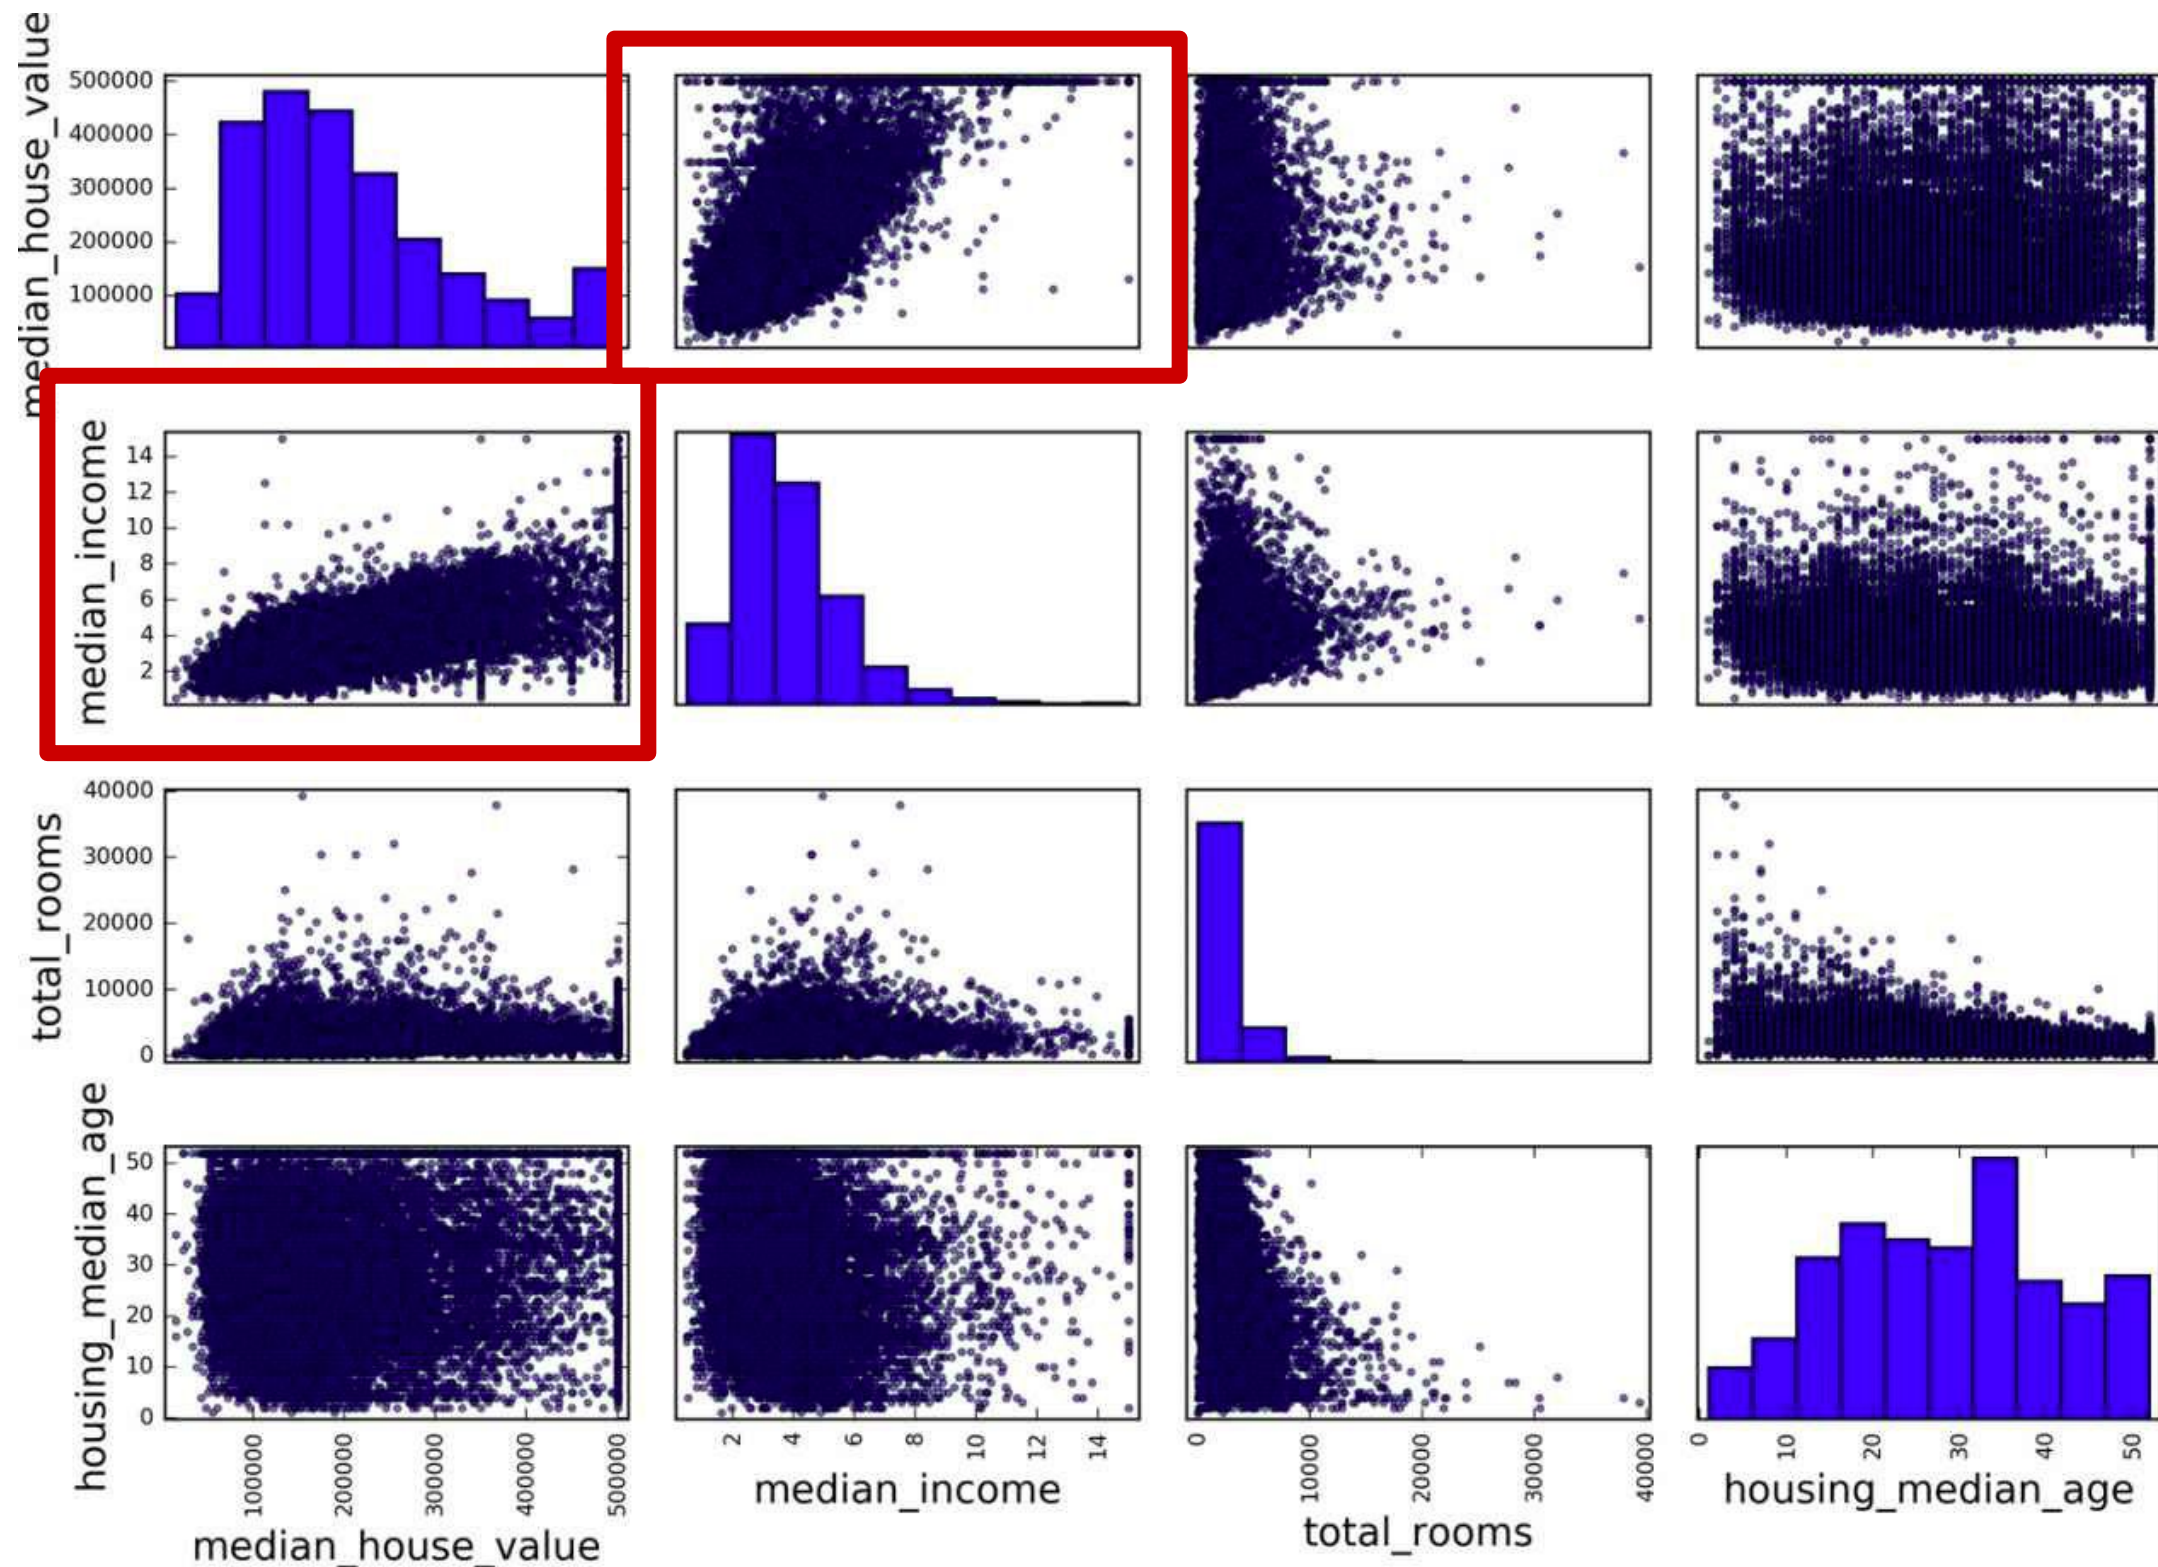 median_house_value
500000
400000
300000
200000
100000
median_income
14
12
10
8
6
4
2
total_rooms
40000
30000
20000
10000
0
housing_median_age
50
40
30
20
10
0
100000 200000 300000 400000 500000
2 4 6 8 10 12 14
0 10000 20000 30000 40000
0 10 20 30 40 50
median_house_value
median_income
total_rooms
housing_median_age